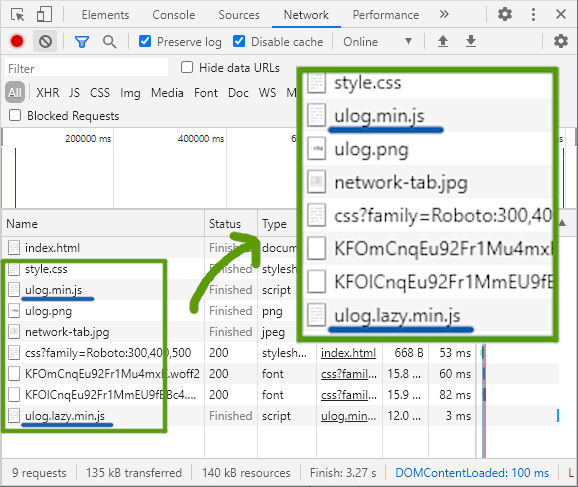 Elements Console Sources Network Performance »
Preserve log Disable cache Online
Filter Hide data URLs
All XHR JS CSS Img Media Font Doc WS
Blocked Requests
200000 ms 400000 ms
style.css
ulog.min.js
ulog.png
network-tab.jpg
css?family=Roboto:300,40
KFOmCnqEu92Fr1Mu4mxK
KFOlCnqEu92Fr1MmEU9fB
ulog.lazy.min.js
Name Status Type
index.html Finished docum
style.css Finished stylesh
ulog.min.js Finished script
ulog.png Finished png
network-tab.jpg Finished jpeg
css?family=Roboto:300,400,500 200 stylesh... index.html 668 B 53 ms
KFOmCnqEu92Fr1Mu4mxK.woff2 200 font css?famil... 15.8 ... 60 ms
KFOlCnqEu92Fr1MmEU9fBBc4.... 200 font css?famil... 15.9 ... 82 ms
ulog.lazy.min.js Finished script ulog.min... 12.0 ... 3 ms
9 requests 135 kB transferred 140 kB resources Finish: 3.27 s DOMContentLoaded: 100 ms L